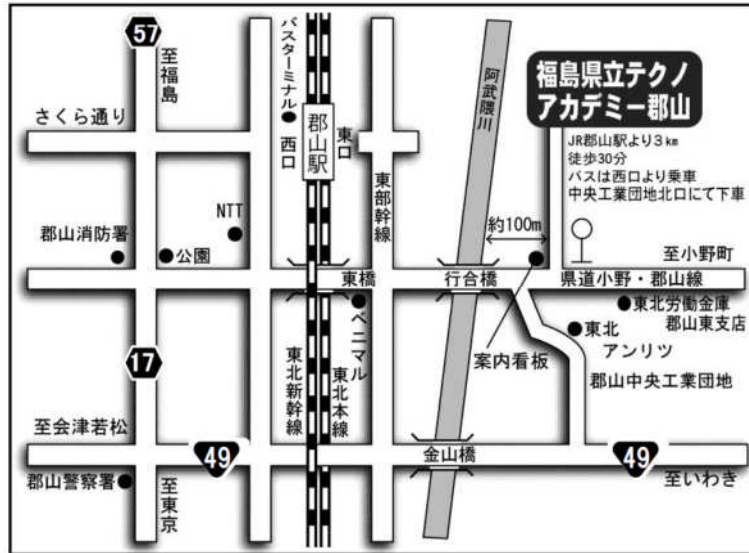 57
至福島
バスターミナル
西口
郡山駅
東口
阿武隈川
福島県立テクノ
アカデミー郡山
JR郡山駅より3㎞
徒歩30分
バスは西口より乗車
中央工業団地北口にて下車
さくら通り
東部幹線
NTT
約100m
郡山消防署
公園
至小野町
東橋
行合橋
県道小野・郡山線
ベニマル
東北労働金庫
郡山東支店
東北
アンリツ
案内看板
郡山中央工業団地
17
東北新幹線
東北本線
至会津若松
49
金山橋
49
郡山警察署
至東京
至いわき